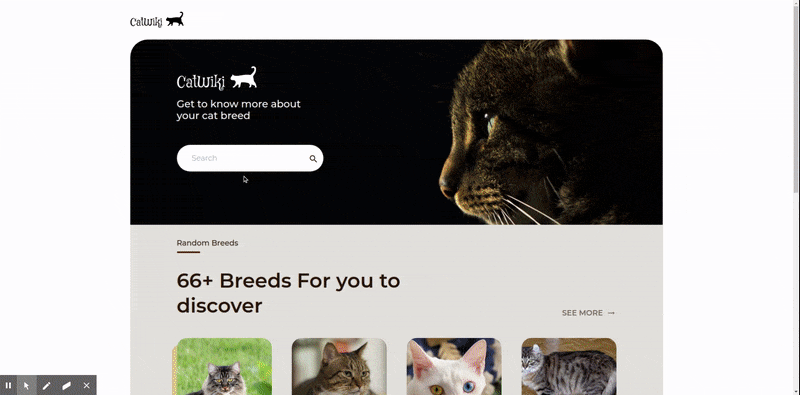 CatWiki
CatWiki
Get to know more about
your cat breed
Search
Random Breeds
66+ Breeds For you to
discover
SEE MORE →